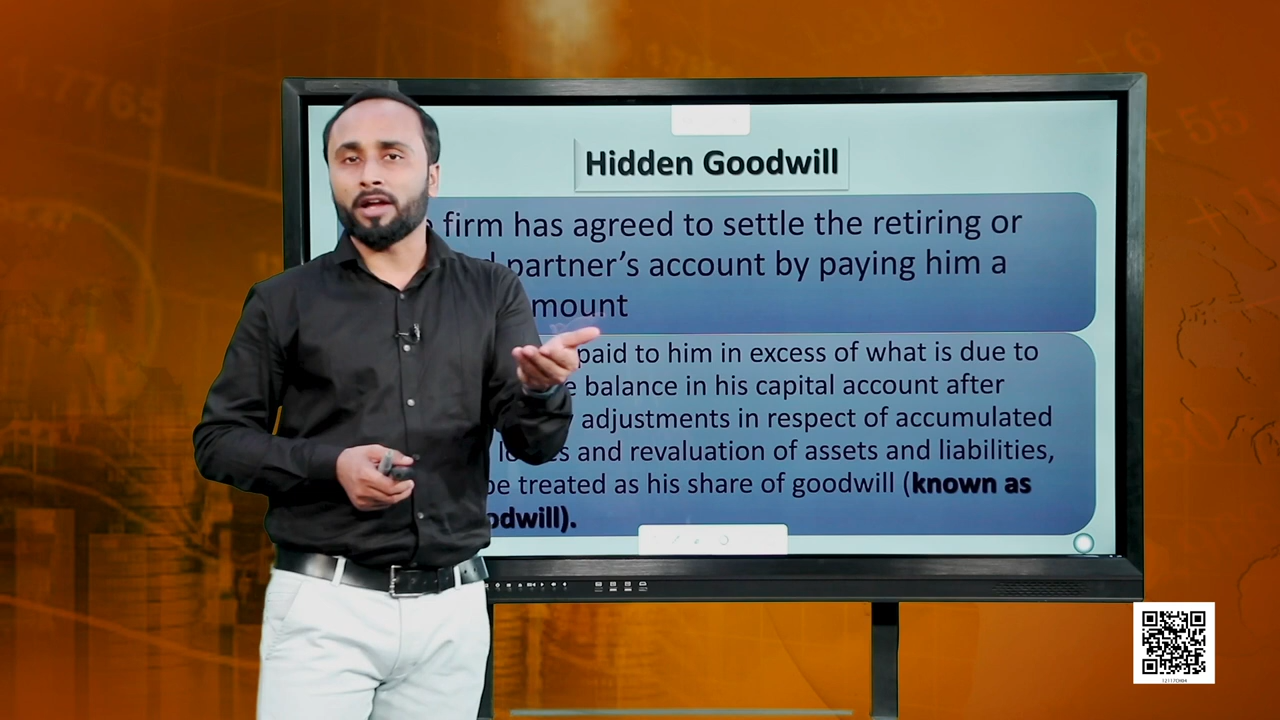 Hidden Goodwill
firm has agreed to settle the retiring or
partner's account by paying him a
mount
paid to him in excess of what is due to
balance in his capital account after
adjustments in respect of accumulated
and revaluation of assets and liabilities,
be treated as his share of goodwill (known as
odwill).
12117CH04